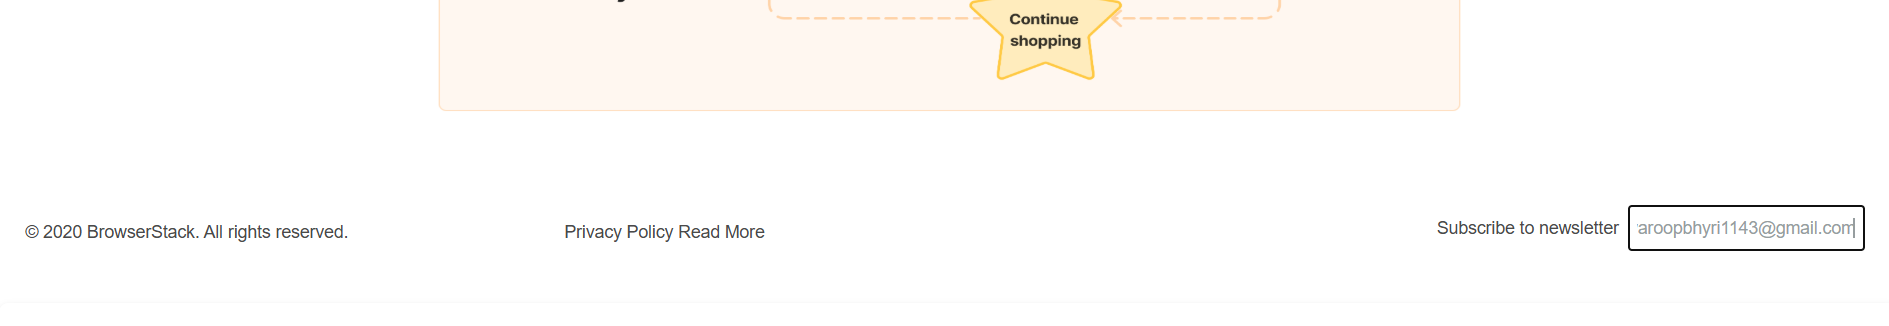 Continue
shopping
© 2020 BrowserStack. All rights reserved.
Privacy Policy Read More
Subscribe to newsletter
aroopbhyri1143@gmail.com